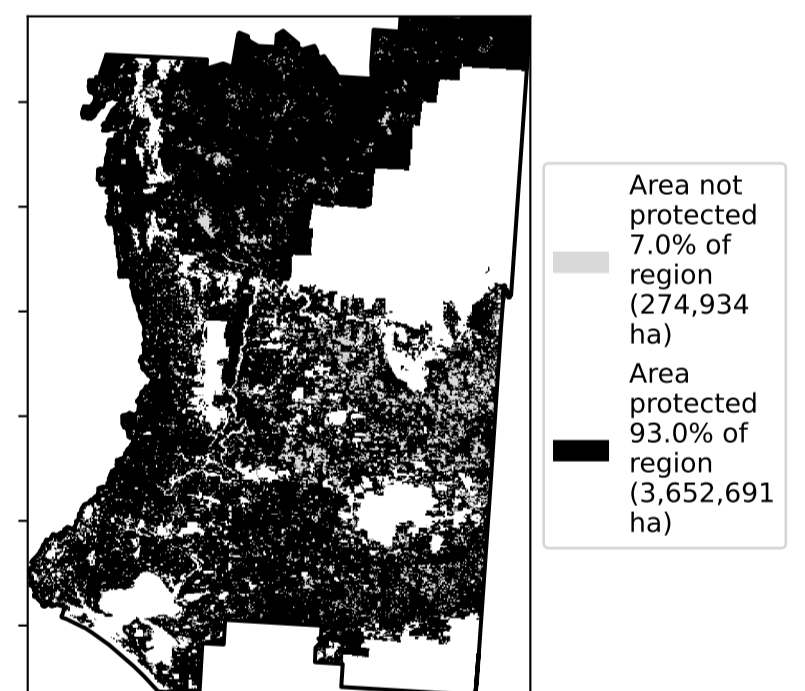 Area not
protected
7.0% of
region
(274,934
ha)
Area
protected
93.0% of
region
(3,652,691
ha)